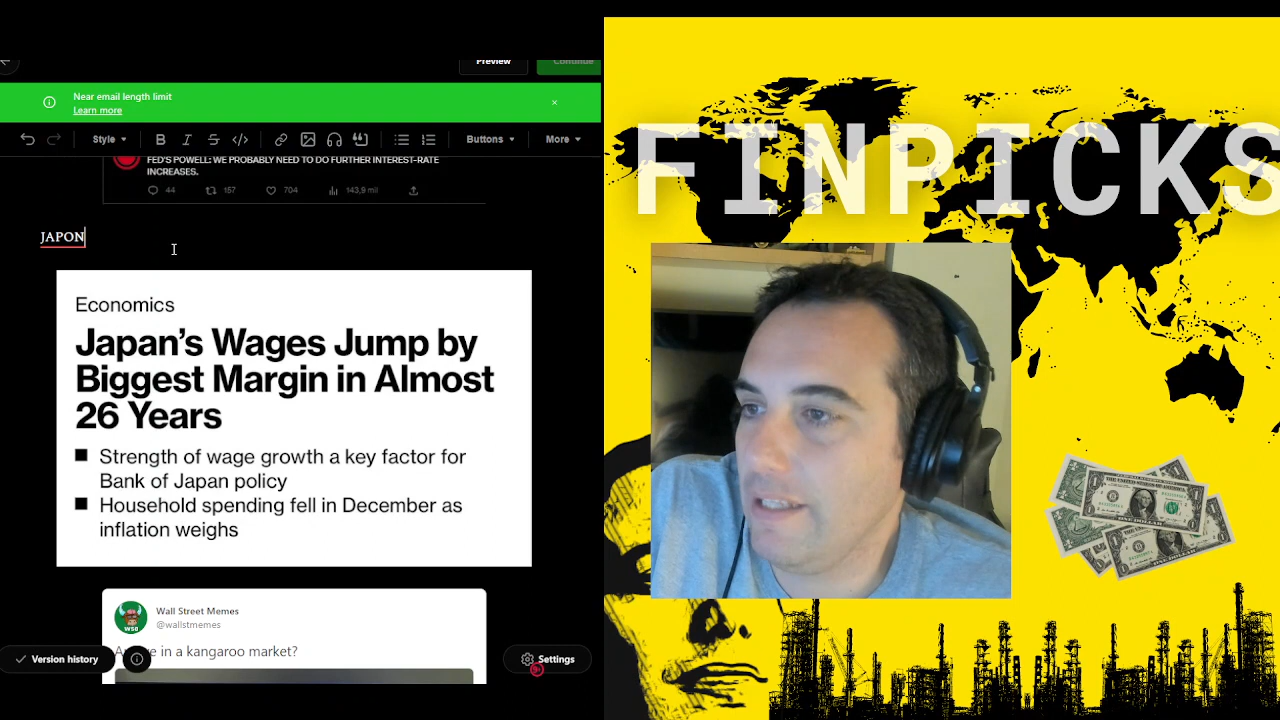 Preview
Continue
Near email length limit
Learn more
Style
Buttons
More
FED'S POWELL: WE PROBABLY NEED TO DO FURTHER INTEREST-RATE
INCREASES.
44
157
704
143,9 mil
JAPON
Economics
Japan's Wages Jump by
Biggest Margin in Almost
26 Years
Strength of wage growth a key factor for
Bank of Japan policy
Household spending fell in December as
inflation weighs
Wall Street Memes
@wallstmemes
in a kangaroo market?
Version history
Settings
FINPICKS
ONE DOLLAR